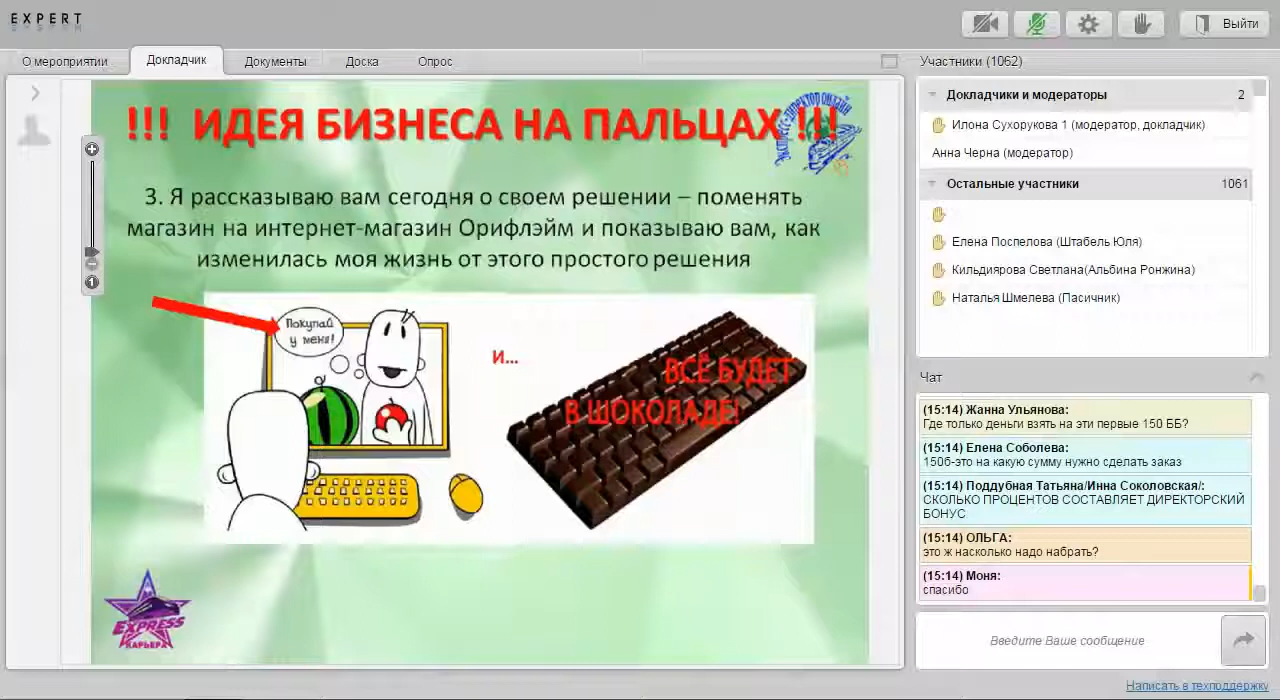 EXPERT
SYSTEM
Выйти
О мероприятии
Докладчик
Документы
Доска
Опрос
!!! ИДЕЯ БИЗНЕСА НА ПАЛЬЦАХ !!!
ЭКСПРЕСС-ДИРЕКТОР ОНЛАЙН
3. Я рассказываю вам сегодня о своем решении – поменять
магазин на интернет-магазин Орифлэйм и показываю вам, как
изменилась моя жизнь от этого простого решения
Покупай
у меня!
И...
ВСЁ БУДЕТ
В ШОКОЛАДЕ!
EXPRESS
КАРЬЕРА
Участники (1062)
Докладчики и модераторы 2
Илона Сухорукова 1 (модератор, докладчик)
Анна Черна (модератор)
Остальные участники 1061
Елена Поспелова (Штабель Юля)
Кильдиярова Светлана(Альбина Ронжина)
Наталья Шмелева (Пасичник)
Чат
(15:14) Жанна Ульянова:
Где только деньги взять на эти первые 150 ББ?
(15:14) Елена Соболева:
150б-это на какую сумму нужно сделать заказ
(15:14) Поддубная Татьяна/Инна Соколовская/:
СКОЛЬКО ПРОЦЕНТОВ СОСТАВЛЯЕТ ДИРЕКТОРСКИЙ
БОНУС
(15:14) ОЛЬГА:
это ж насколько надо набрать?
(15:14) Моня:
спасибо
Введите Ваше сообщение
Написать в техподдержку